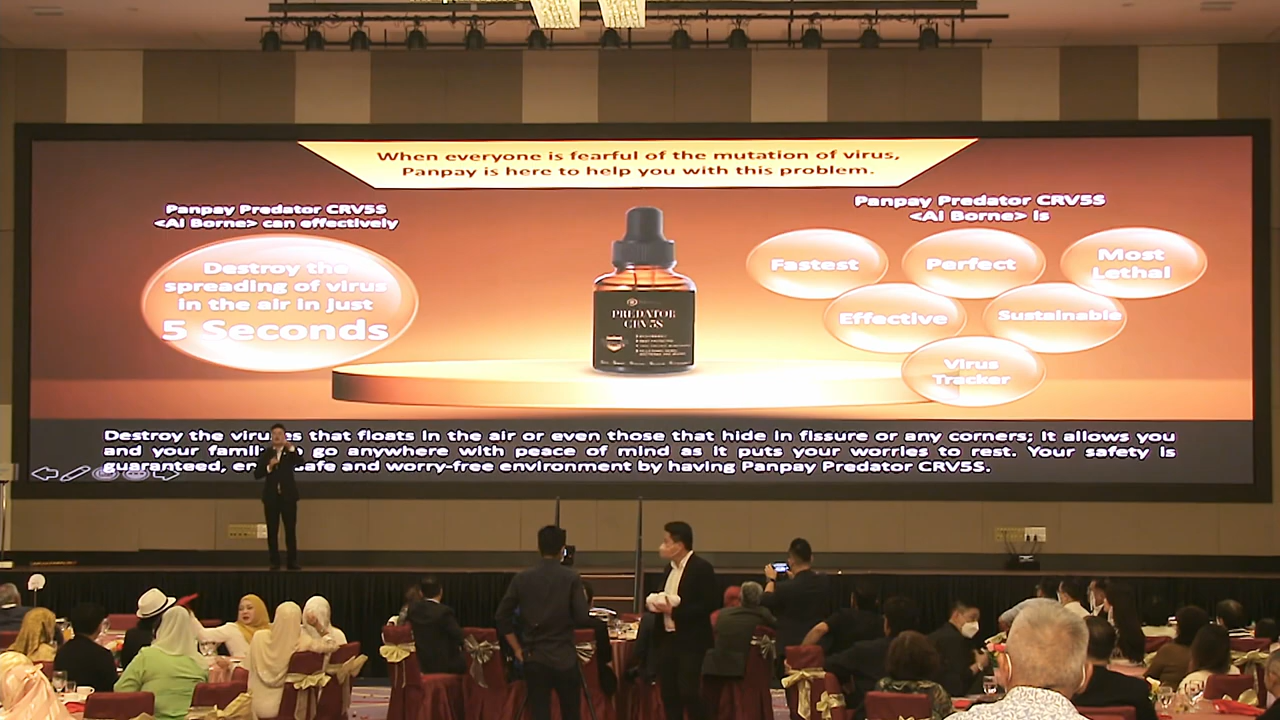 When everyone is fearful of the mutation of virus,
Panpay is here to help you with this problem.
Panpay Predator CRV5S
<AI Borne> can effectively
Destroy the
spreading of virus
in the air in just
5 Seconds
PREDATOR
CRV5S
Panpay Predator CRV5S
<AI Borne> is
Fastest
Perfect
Most
Lethal
Effective
Sustainable
Virus
Tracker
Destroy the viruses that floats in the air or even those that hide in fissure or any corners; it allows you
and your family go anywhere with peace of mind as it puts your worries to rest. Your safety is
guaranteed, safe and worry-free environment by having Panpay Predator CRV5S.